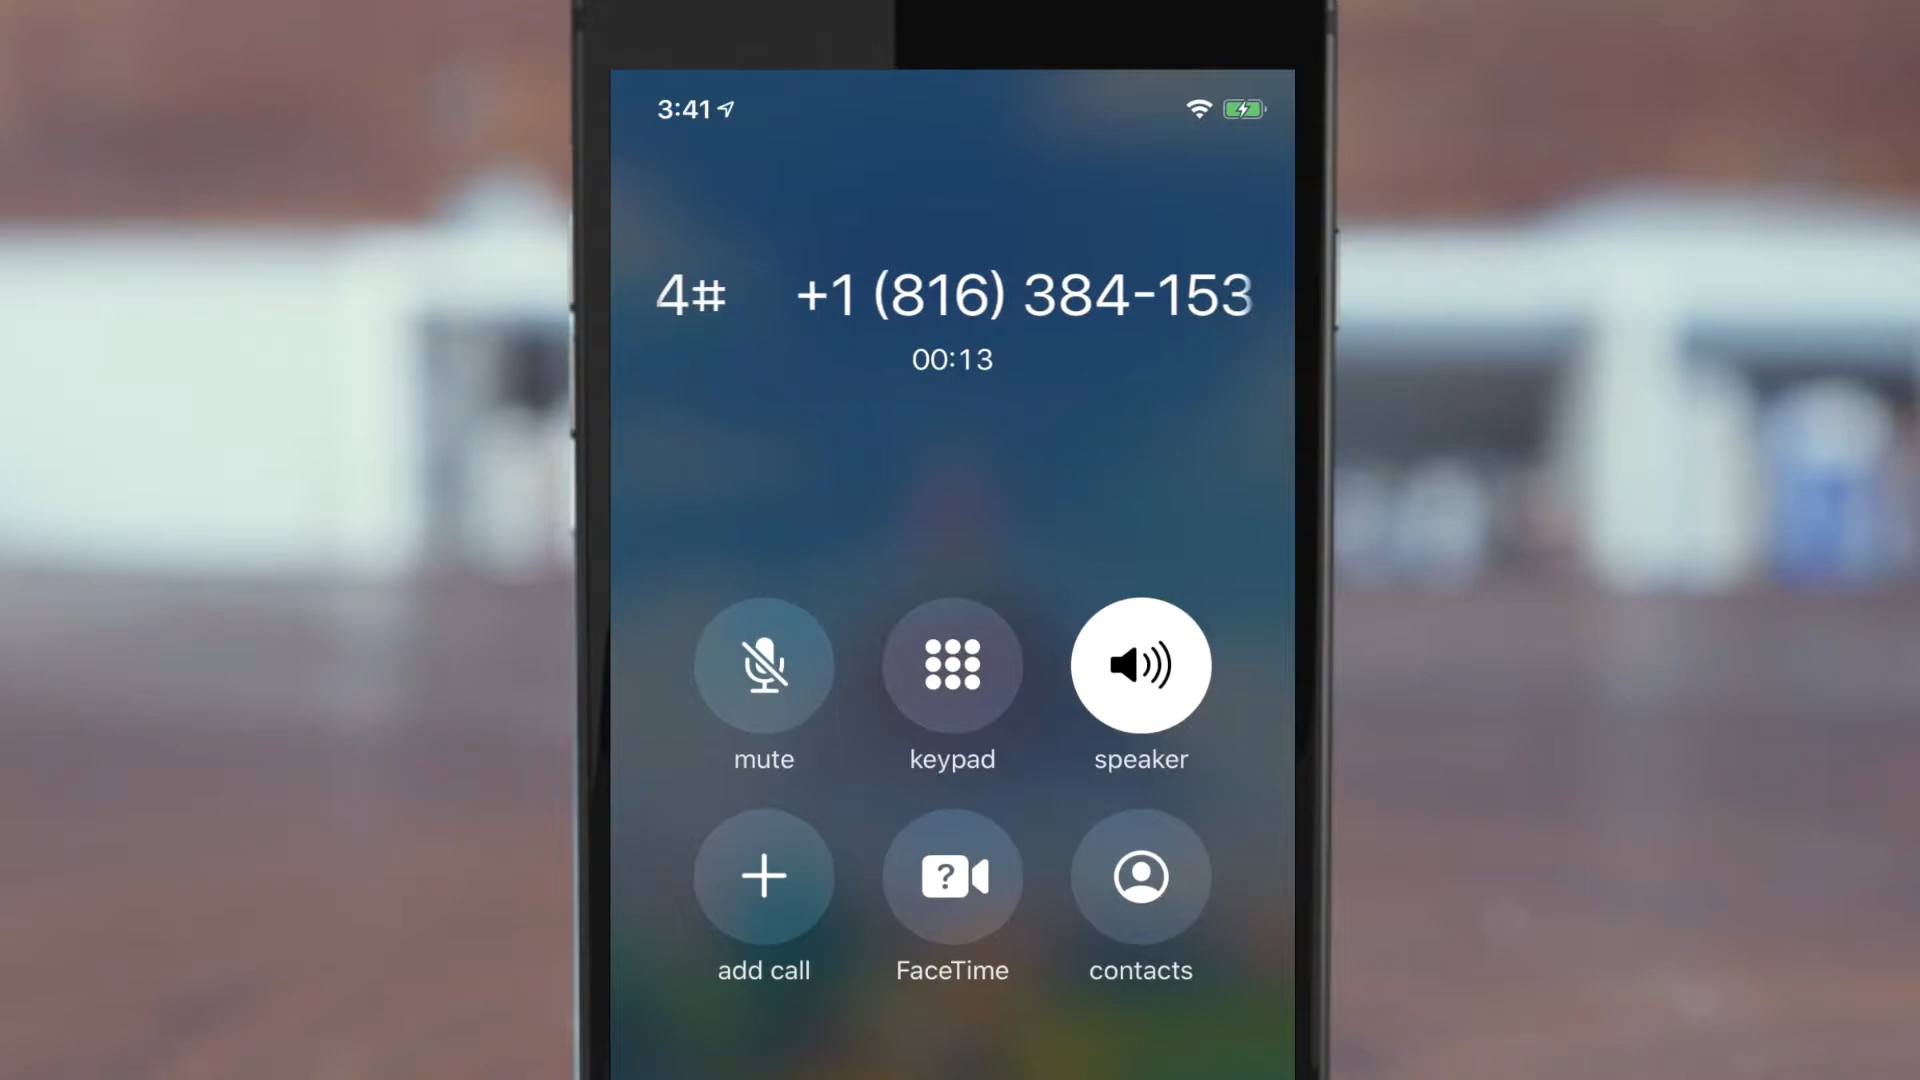 3:41
4# +1 (816) 384-153
00:13
mute keypad speaker
?
add call FaceTime contacts